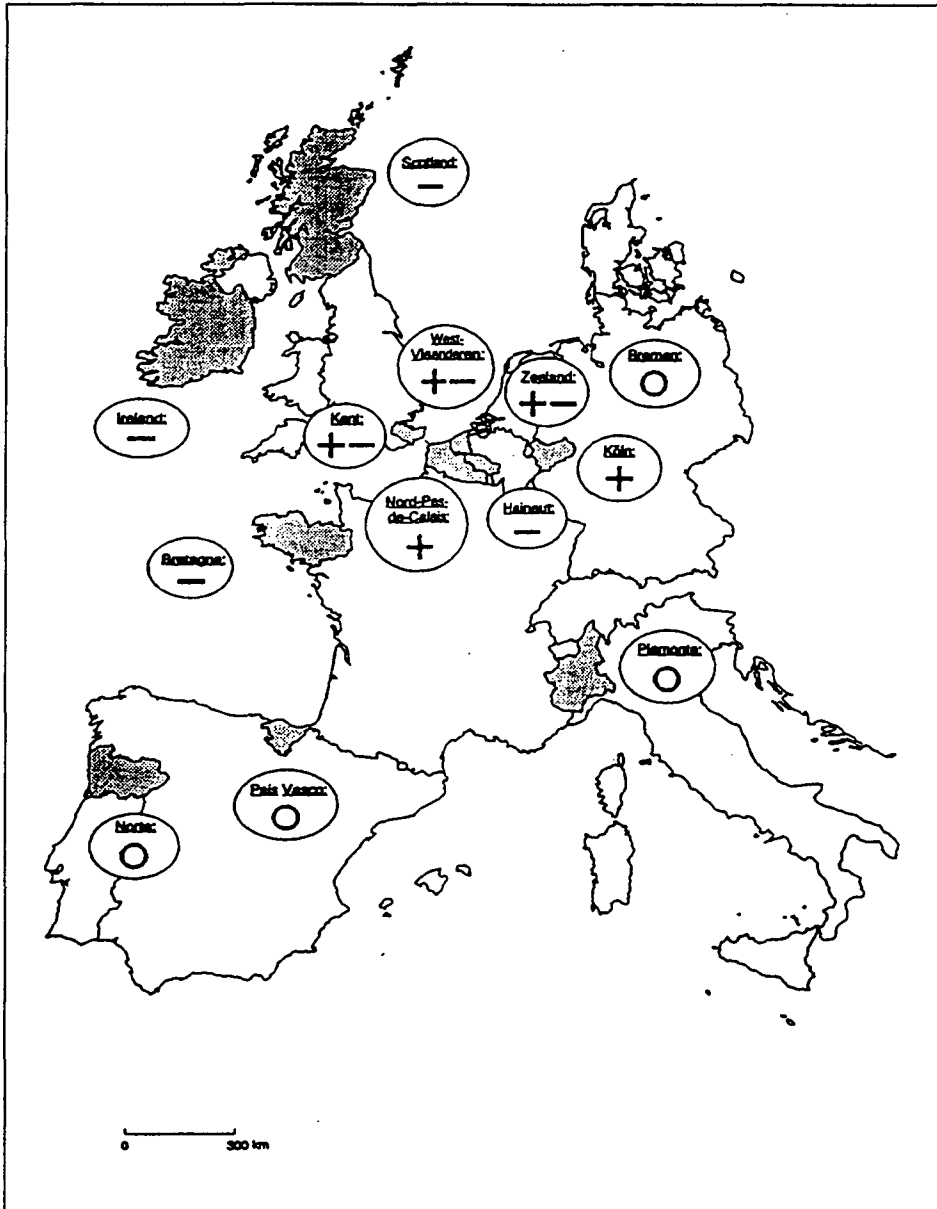 Scotland:
—
West-
Vlaanderen:
+ —
Zeeland:
+ —
Bremen:
O
Ireland:
—
Kent:
+ —
Köln:
+
Nord-Pas-
de-Calais:
+
Hainaut:
—
Bretagne:
—
Piemonte:
O
Pais Vasco:
O
Norte:
O
0 300 km